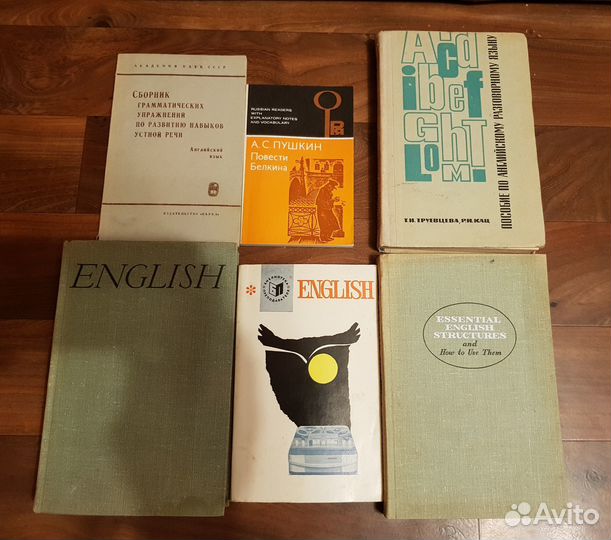 АКАДЕМИЯ НАУК СССР
СБОРНИК
ГРАММАТИЧЕСКИХ
УПРАЖНЕНИЙ
ПО РАЗВИТИЮ НАВЫКОВ
УСТНОЙ РЕЧИ
Английский
язык
ИЗДАТЕЛЬСТВО «НАУКА»
RUSSIAN READERS
WITH
EXPLANATORY NOTES
AND VOCABULARY
А.С.ПУШКИН
Повести
Белкина
A c d
i b e f
G h T
L o m
ПОСОБИЕ ПО АНГЛИЙСКОМУ РАЗГОВОРНОМУ ЯЗЫКУ
Т.Н. ТРУЕВЦЕВА, Р.И. КАЦ
ENGLISH
* ENGLISH
ESSENTIAL
ENGLISH
STRUCTURES
and
How to Use Them
Avito